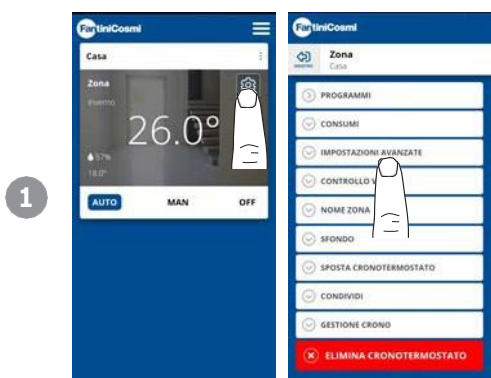 1
FantiniCosmi
Casa
Zona
Inverno
26.0°
57%
18.0°
AUTO MAN OFF
FantiniCosmi
Zona
Casa
PROGRAMMI
CONSUMI
IMPOSTAZIONI AVANZATE
CONTROLLO V
NOME ZONA
SFONDO
SPOSTA CRONOTERMOSTATO
CONDIVIDI
GESTIONE CRONO
ELIMINA CRONOTERMOSTATO